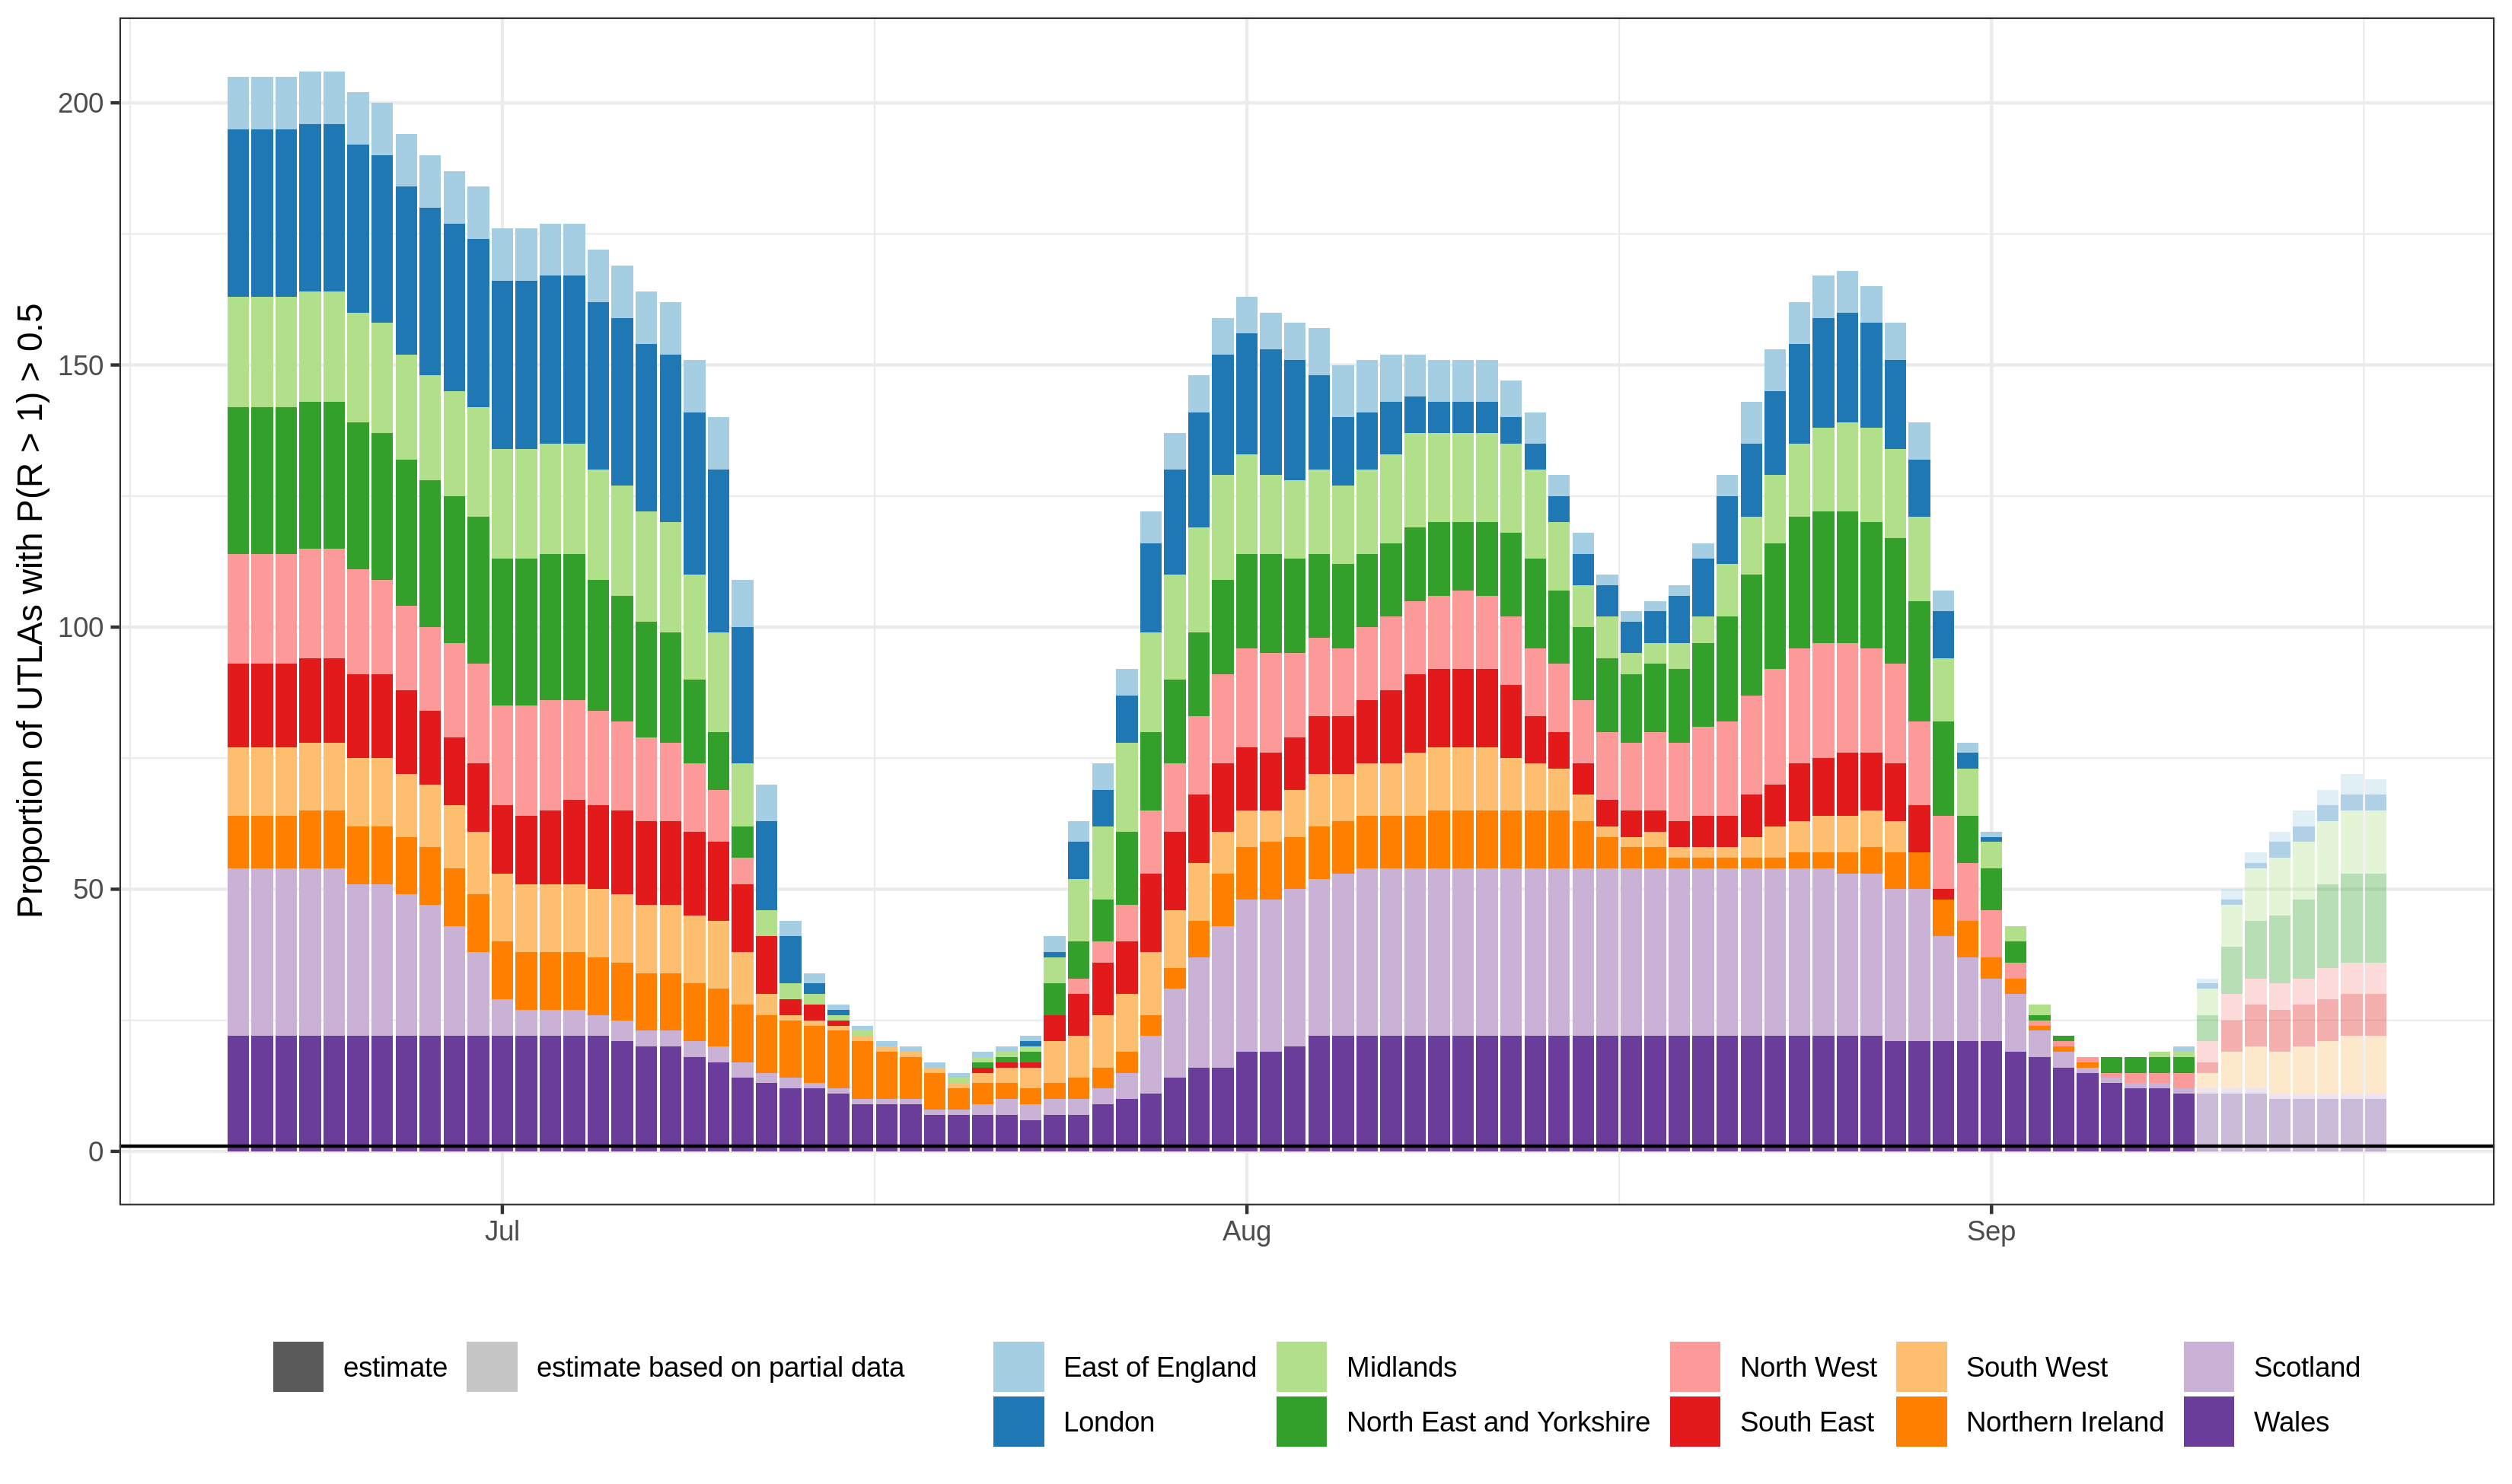 Proportion of UTLAs with P(R > 1) > 0.5
200
150
100
50
0
Jul Aug Sep
estimate estimate based on partial data East of England Midlands North West South West Scotland
London North East and Yorkshire South East Northern Ireland Wales